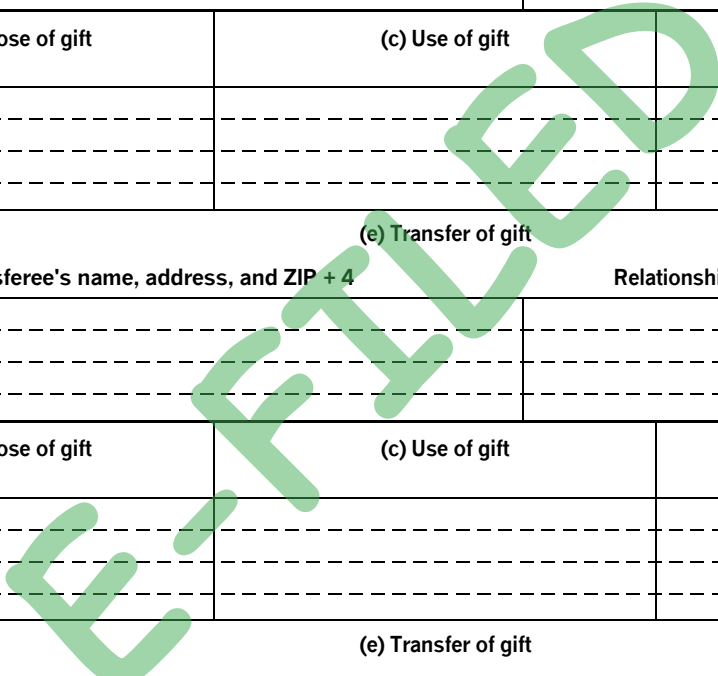 ose of gift (c) Use of gift
(e) Transfer of gift
sferee's name, address, and ZIP + 4 Relationshi
ose of gift (c) Use of gift
(e) Transfer of gift
E-FILED